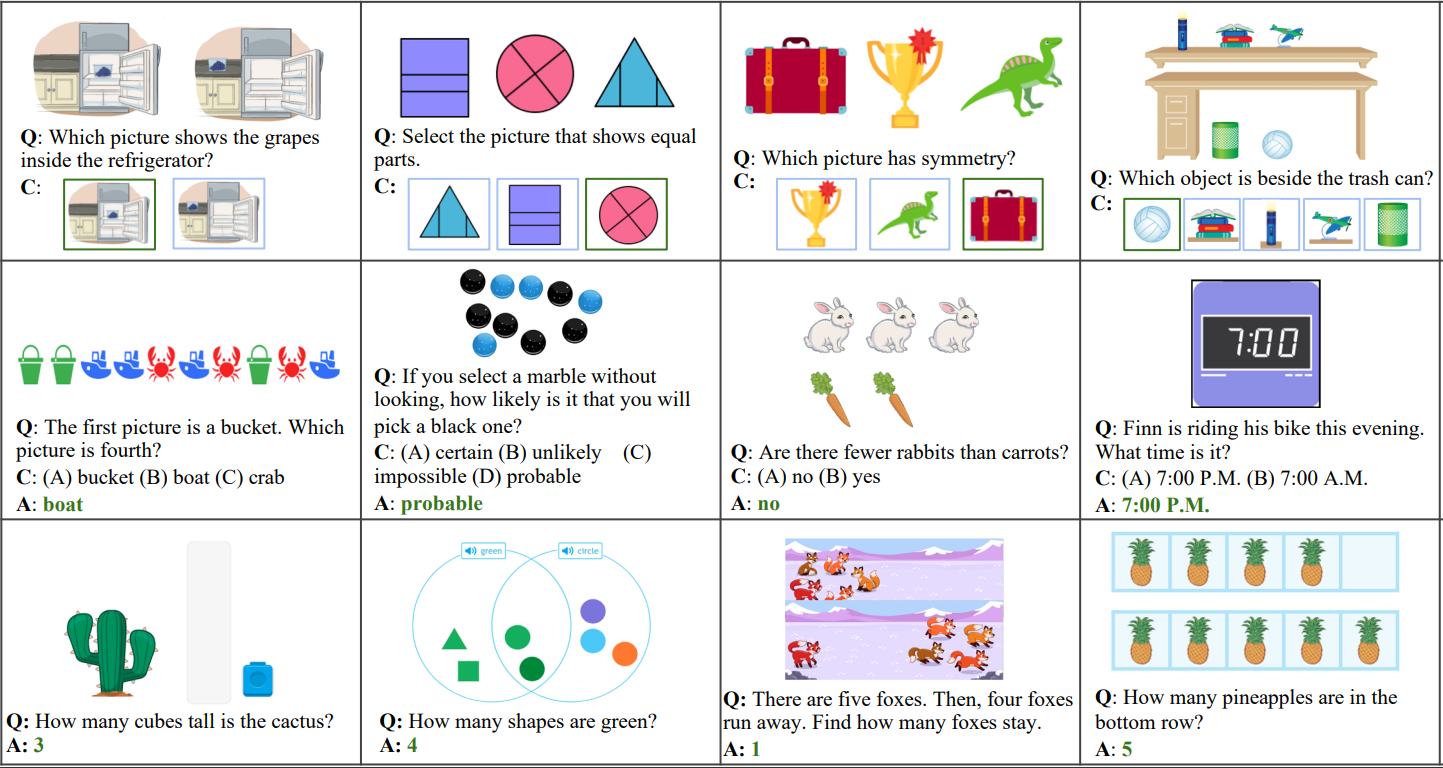 Q: Which picture shows the grapes
inside the refrigerator?
C:
Q: Select the picture that shows equal
parts.
C:
1
Q: Which picture has symmetry?
C:
Q: Which object is beside the trash can?
C:
Q: The first picture is a bucket. Which
picture is fourth?
C: (A) bucket (B) boat (C) crab
A: boat
Q: If you select a marble without
looking, how likely is it that you will
pick a black one?
C: (A) certain (B) unlikely (C)
impossible (D) probable
A: probable
Q: Are there fewer rabbits than carrots?
C: (A) no (B) yes
A: no
7:00
Q: Finn is riding his bike this evening.
What time is it?
C: (A) 7:00 P.M. (B) 7:00 A.M.
A: 7:00 P.M.
Q: How many cubes tall is the cactus?
A: 3
green circle
Q: How many shapes are green?
A: 4
Q: There are five foxes. Then, four foxes
run away. Find how many foxes stay.
A: 1
Q: How many pineapples are in the
bottom row?
A: 5